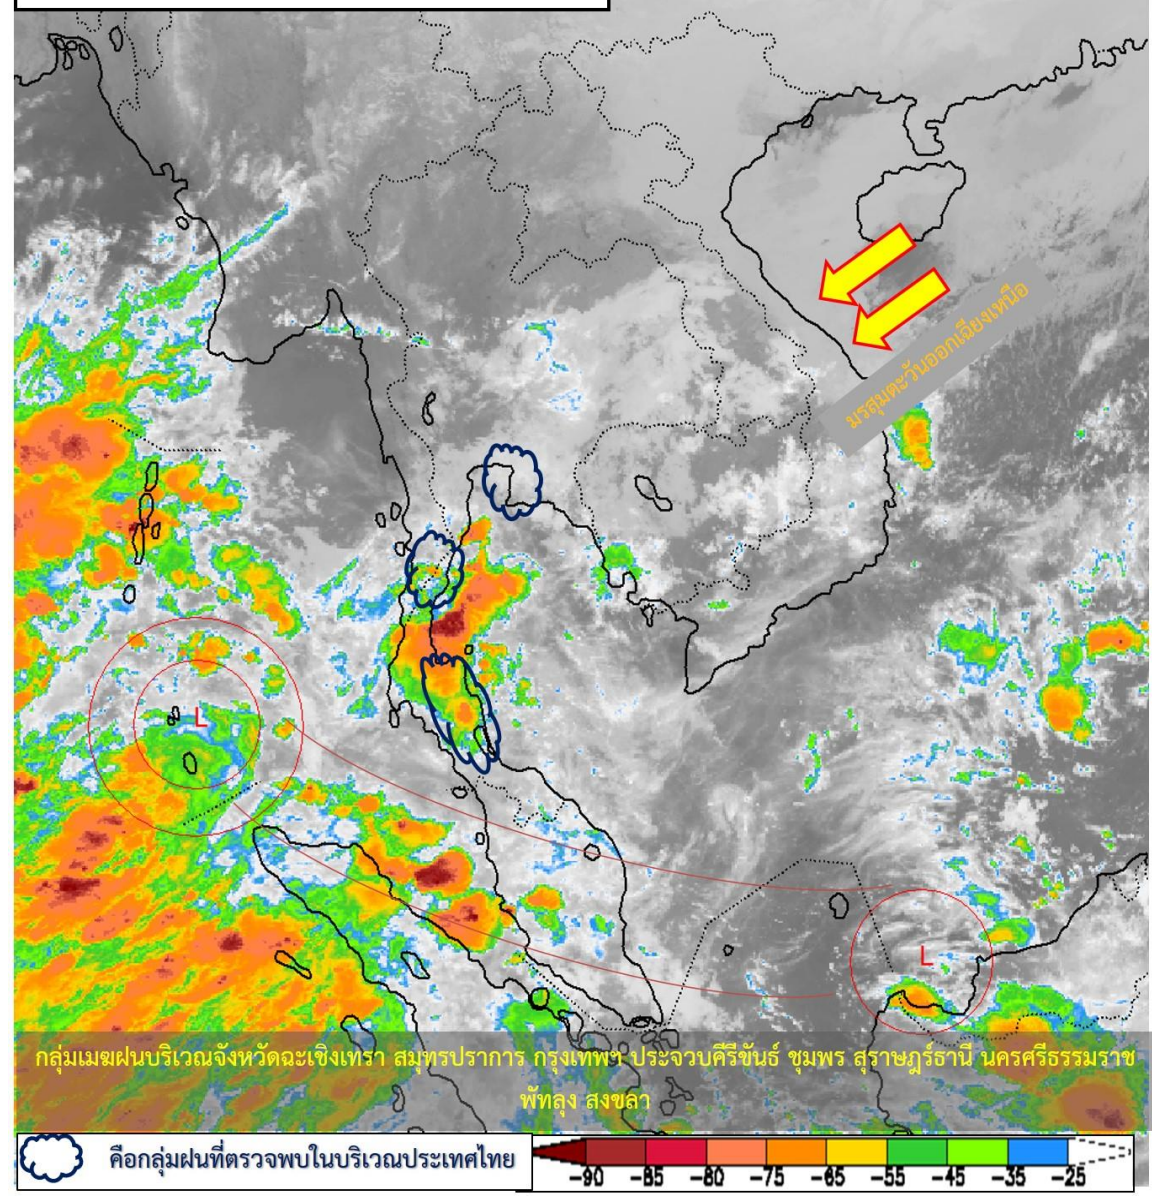 มรสุมตะวันออกเฉียงเหนือ
L
L
กลุ่มเมฆฝนบริเวณจังหวัดฉะเชิงเทรา สมุทรปราการ กรุงเทพฯ ประจวบคีรีขันธ์ ชุมพร สุราษฎร์ธานี นครศรีธรรมราช
พัทลุง สงขลา
คือกลุ่มฝนที่ตรวจพบในบริเวณประเทศไทย
-90 -85 -80 -75 -65 -55 -45 -35 -25